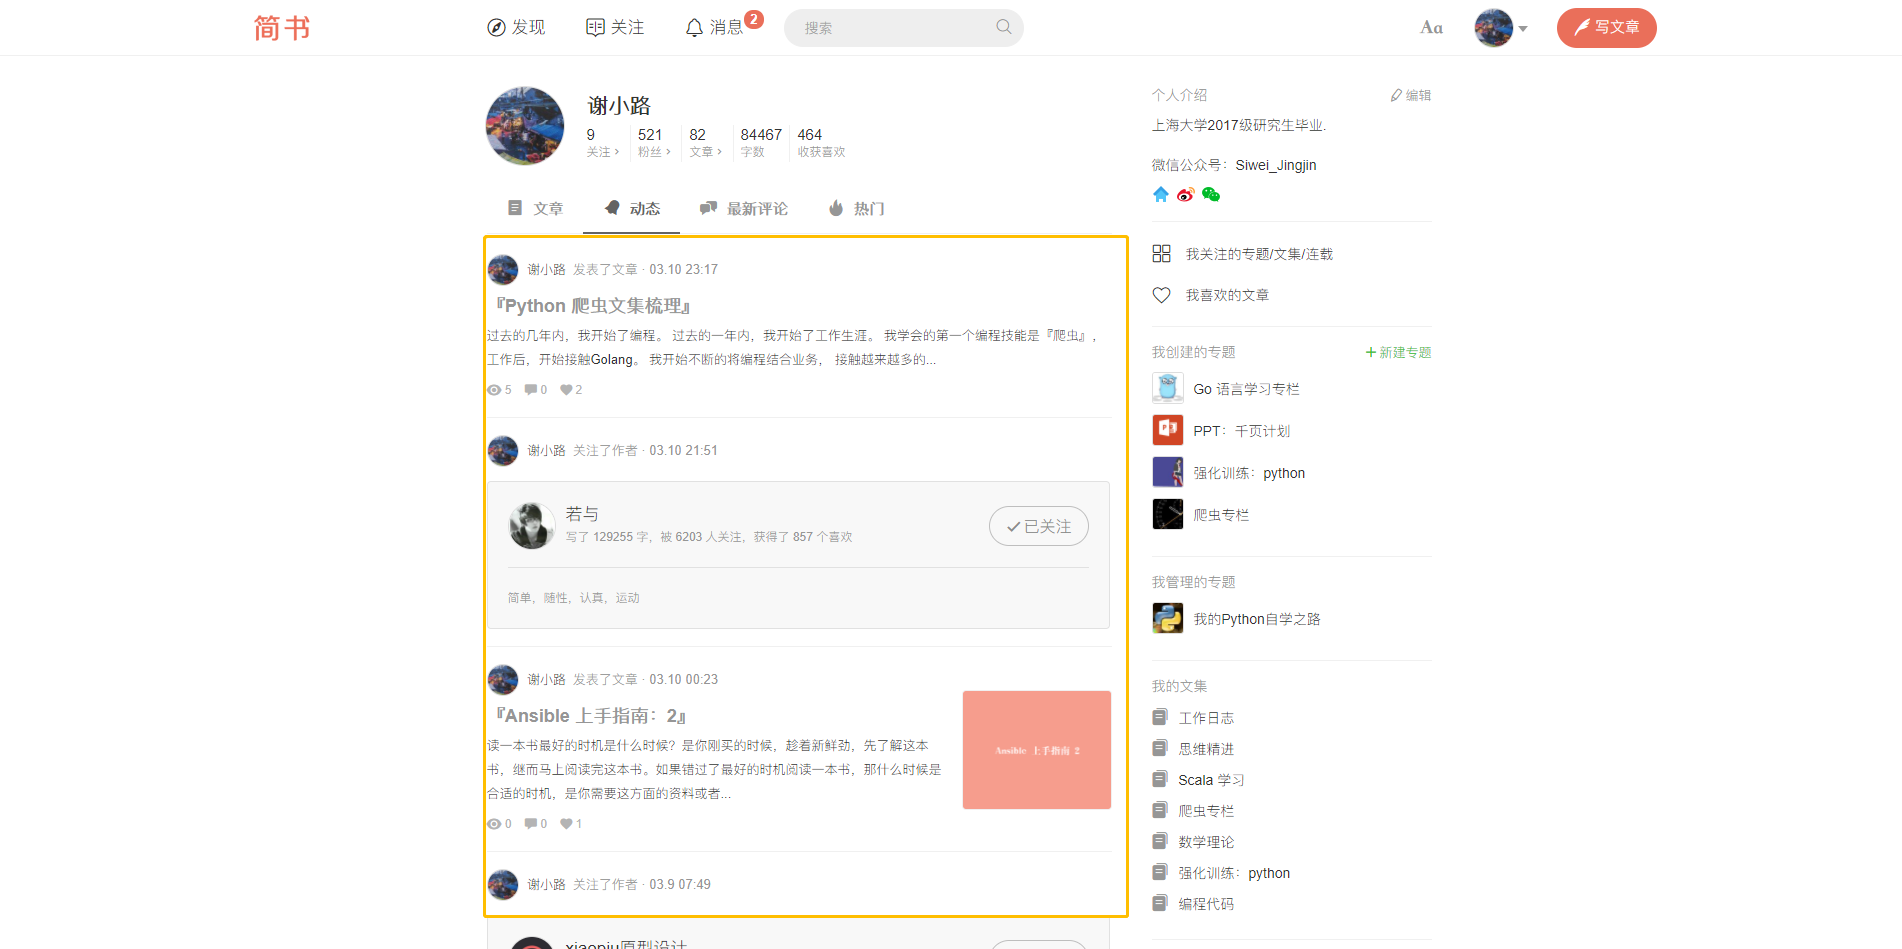 简书
发现
关注
消息
2
搜索
Aa
写文章
谢小路
9 521 82 84467 464
关注 粉丝 文章 字数 收获喜欢
文章
动态
最新评论
热门
谢小路 发表了文章 · 03.10 23:17
『Python 爬虫文集梳理』
过去的几年内，我开始了编程。 过去的一年内，我开始了工作生涯。 我学会的第一个编程技能是『爬虫』，
工作后，开始接触Golang。 我开始不断的将编程结合业务， 接触越来越多的...
5 0 2
谢小路 关注了作者 · 03.10 21:51
若与
写了 129255 字，被 6203 人关注，获得了 857 个喜欢
已关注
简单，随性，认真，运动
谢小路 发表了文章 · 03.10 00:23
『Ansible 上手指南：2』
读一本书最好的时机是什么时候？是你刚买的时候，趁着新鲜劲，先了解这本
书，继而马上阅读完这本书。如果错过了最好的时机阅读一本书，那什么时候是
合适的时机，是你需要这方面的资料或者...
Ansible 上手指南 2
0 0 1
谢小路 关注了作者 · 03.9 07:49
xiaopiu原型设计
个人介绍
编辑
上海大学2017级研究生毕业.
微信公众号：Siwei_Jingjin
我关注的专题/文集/连载
我喜欢的文章
我创建的专题
新建专题
Go 语言学习专栏
PPT：千页计划
强化训练：python
爬虫专栏
我管理的专题
我的Python自学之路
我的文集
工作日志
思维精进
Scala 学习
爬虫专栏
数学理论
强化训练：python
编程代码